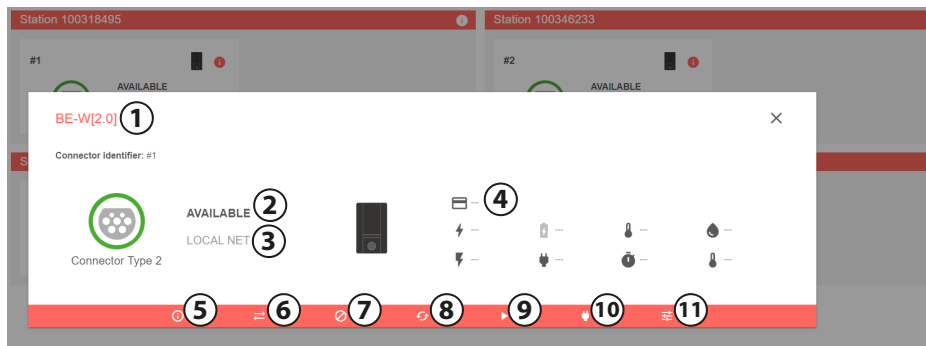 Station 100318495
Station 100346233
#1
AVAILABLE
#2
AVAILABLE
S
BE-W[2.0] 1
Connector identifier: #1
AVAILABLE 2
LOCAL NET 3
Connector Type 2
--- 4
--- --- --- ---
--- --- --- ---
5 6 7 8 9 10 11